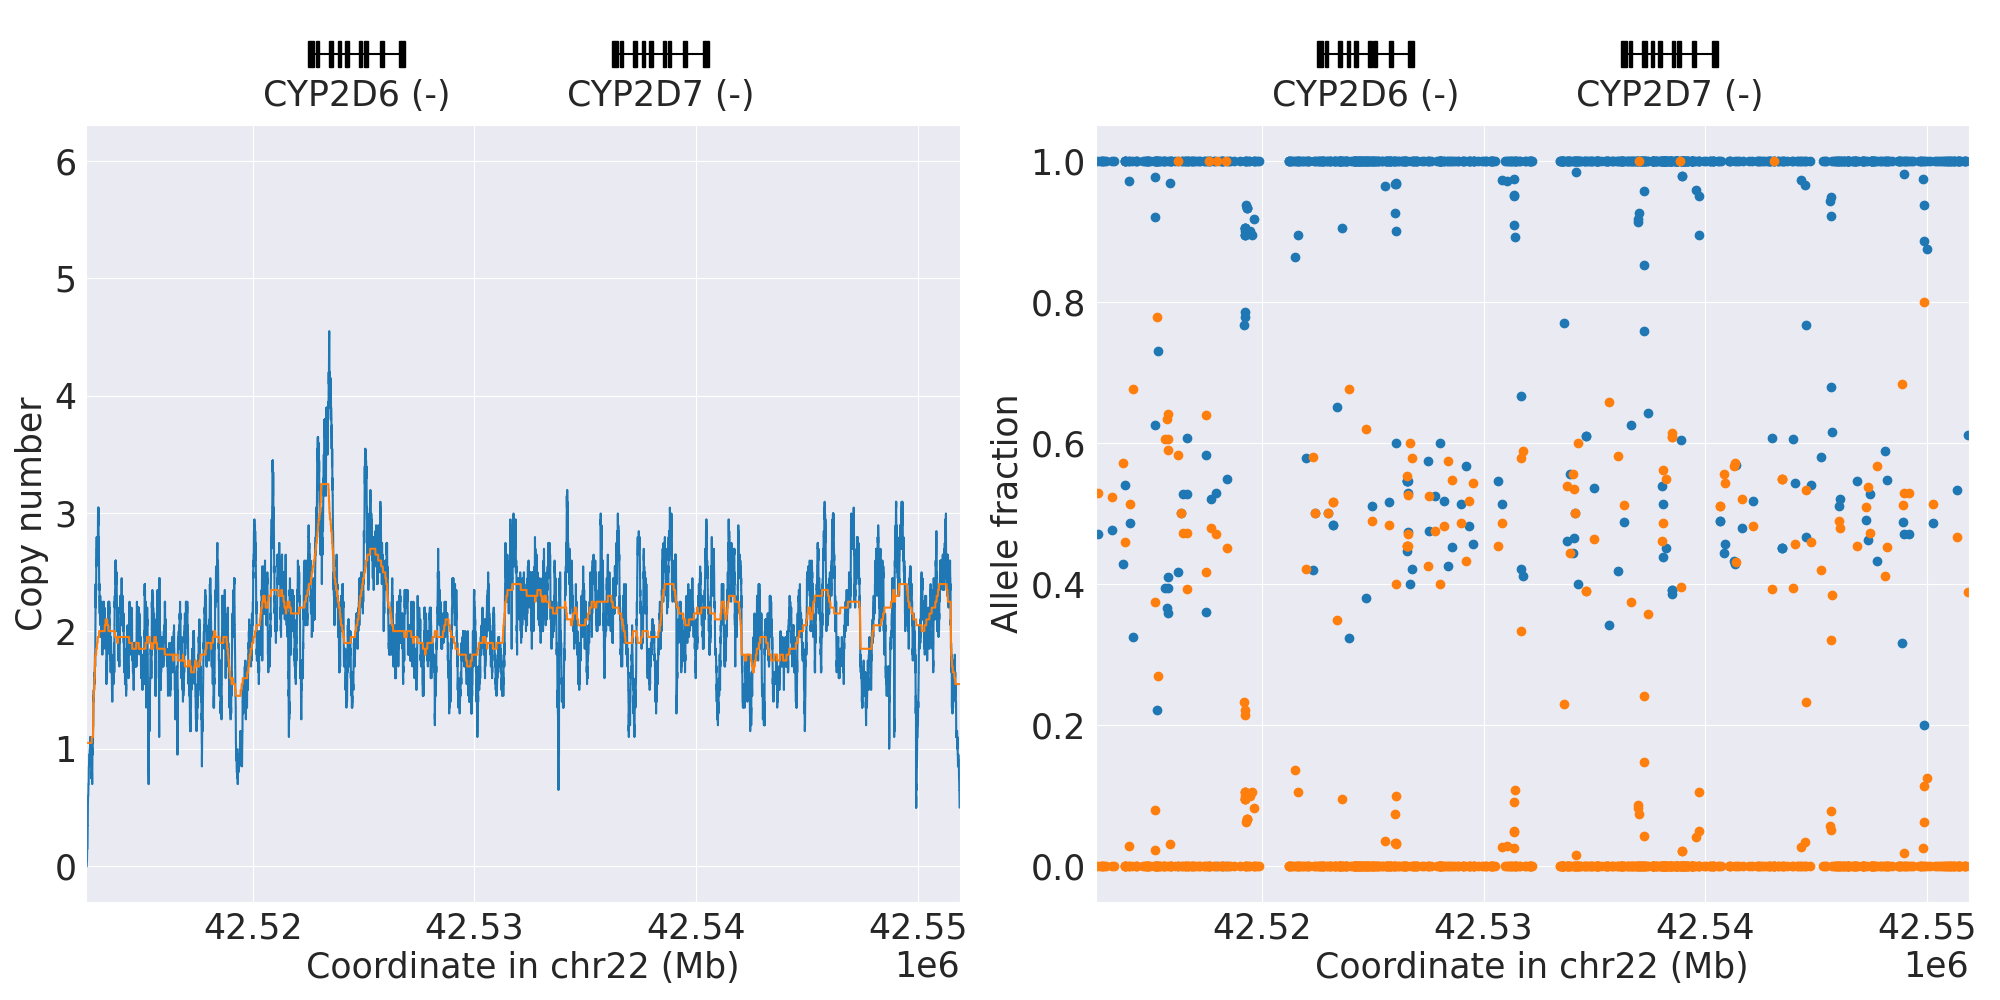 CYP2D6 (-)
CYP2D7 (-)
Copy number
6
5
4
3
2
1
0
42.52
42.53
42.54
42.55
Coordinate in chr22 (Mb)
1e6
CYP2D6 (-)
CYP2D7 (-)
Allele fraction
1.0
0.8
0.6
0.4
0.2
0.0
42.52
42.53
42.54
42.55
Coordinate in chr22 (Mb)
1e6